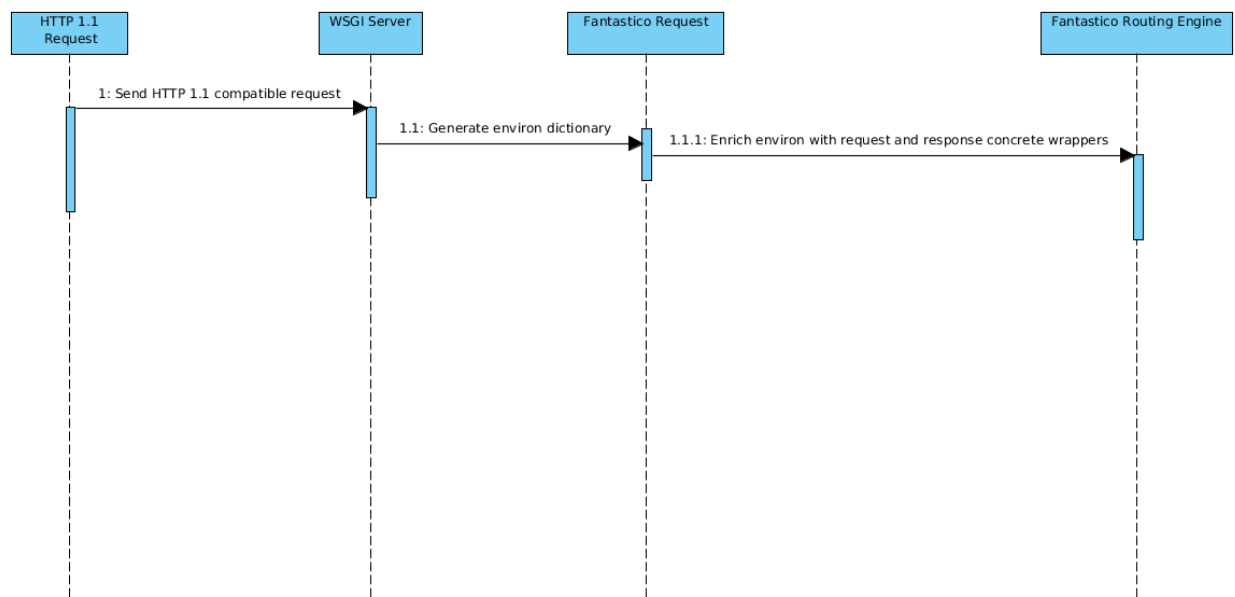 HTTP 1.1
Request
WSGI Server
Fantastico Request
Fantastico Routing Engine
1: Send HTTP 1.1 compatible request
1.1: Generate environ dictionary
1.1.1: Enrich environ with request and response concrete wrappers